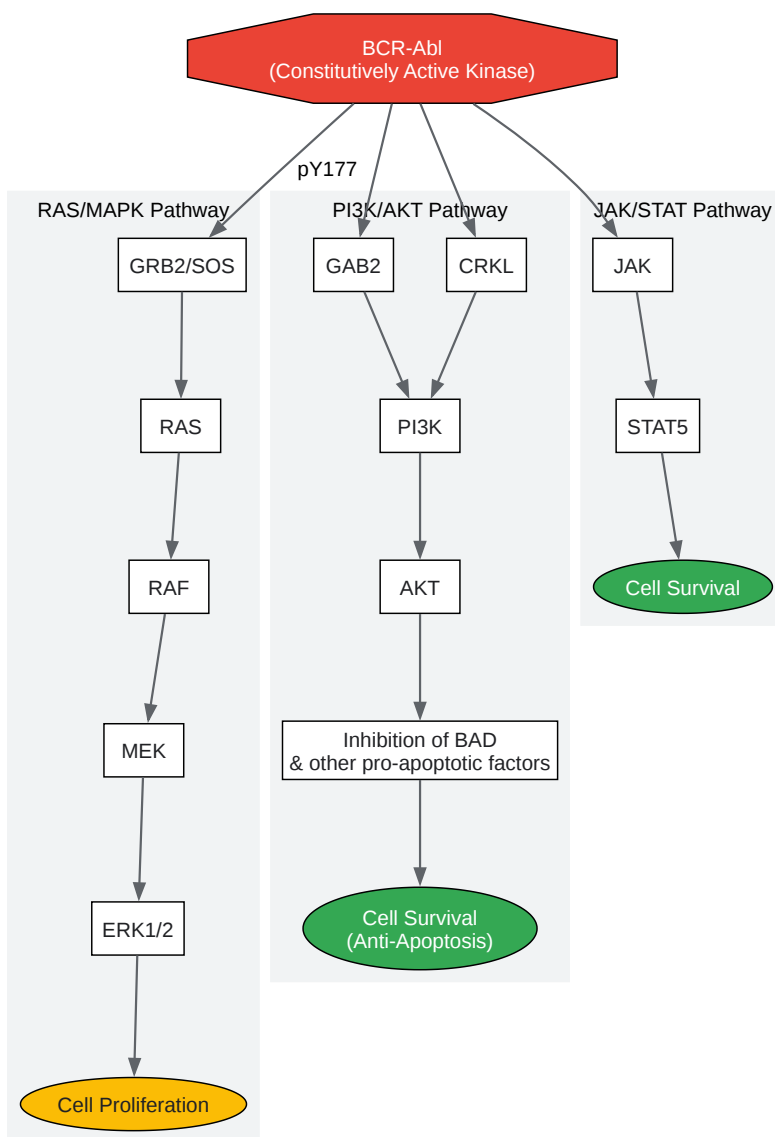 BCR-Abl
(Constitutively Active Kinase)
pY177
RAS/MAPK Pathway
GRB2/SOS
RAS
RAF
MEK
ERK1/2
Cell Proliferation
PI3K/AKT Pathway
GAB2
CRKL
PI3K
AKT
Inhibition of BAD
& other pro-apoptotic factors
Cell Survival
(Anti-Apoptosis)
JAK/STAT Pathway
JAK
STAT5
Cell Survival